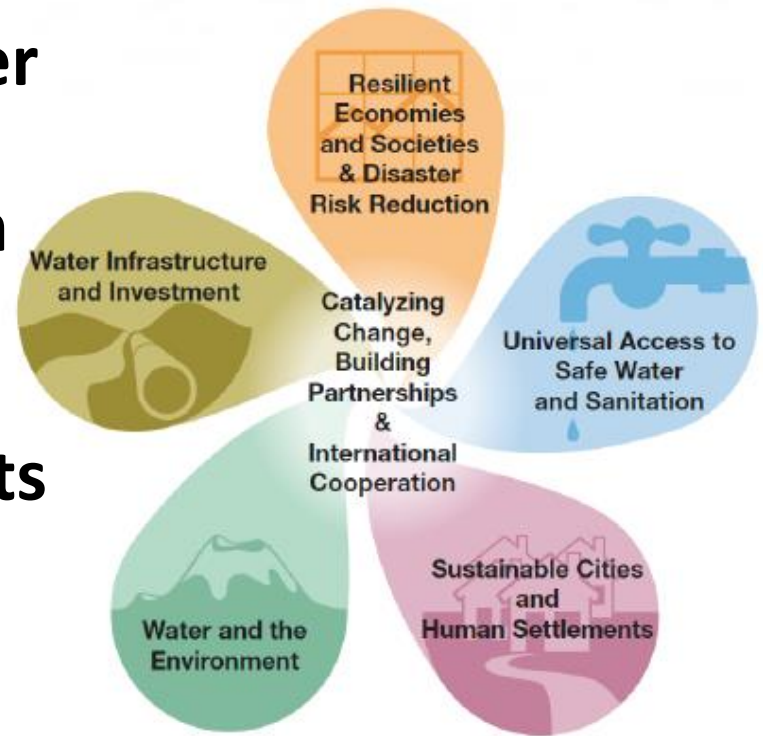 er
n
ts
Resilient
Economies
and Societies
& Disaster
Risk Reduction
Water Infrastructure
and Investment
Catalyzing
Change,
Building
Partnerships
&
International
Cooperation
Universal Access to
Safe Water
and Sanitation
Sustainable Cities
and
Human Settlements
Water and the
Environment